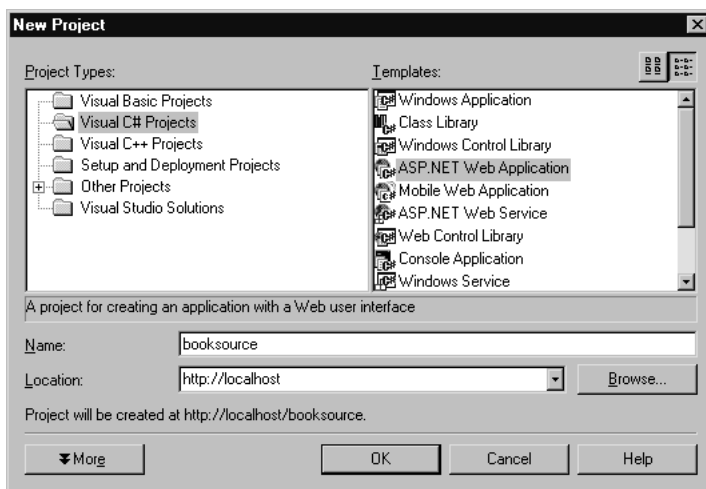 New Project
Project Types:
Templates:
Visual Basic Projects
Visual C# Projects
Visual C++ Projects
Setup and Deployment Projects
Other Projects
Visual Studio Solutions
Windows Application
Class Library
Windows Control Library
ASP.NET Web Application
Mobile Web Application
ASP.NET Web Service
Web Control Library
Console Application
Windows Service
A project for creating an application with a Web user interface
Name:
booksource
Location:
http://localhost
Browse...
Project will be created at http://localhost/booksource.
More
OK
Cancel
Help